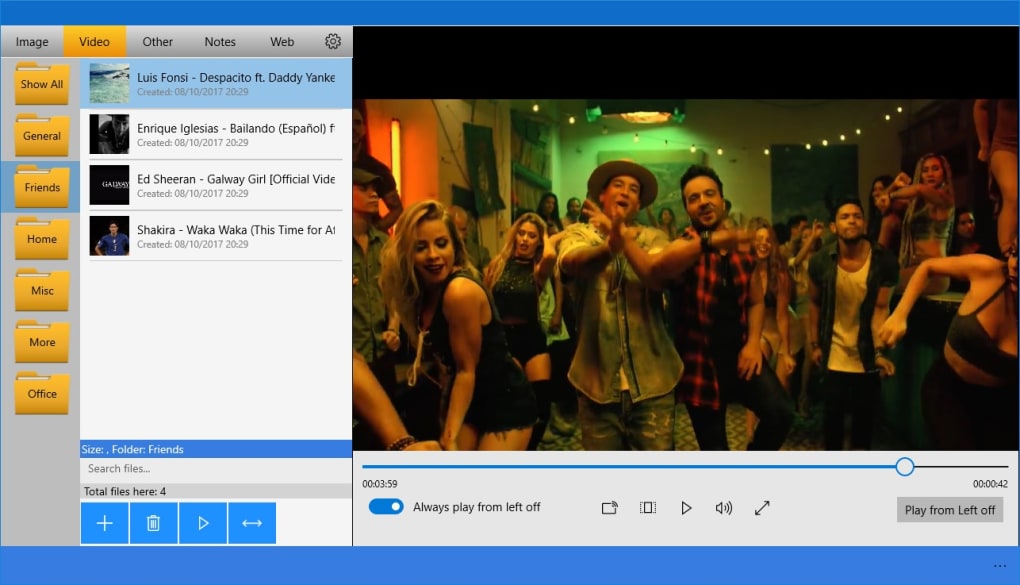 Image Video Other Notes Web
Show All
General
Friends
Home
Misc
More
Office
Luis Fonsi - Despacito ft. Daddy Yanke
Created: 08/10/2017 20:29
Enrique Iglesias - Bailando (Español) f
Created: 08/10/2017 20:29
GALWAY
Ed Sheeran - Galway Girl [Official Vide
Created: 08/10/2017 20:29
Shakira - Waka Waka (This Time for Af
Created: 08/10/2017 20:29
Size: , Folder: Friends
Search files...
Total files here: 4
00:03:59 00:00:42
Always play from left off
Play from Left off